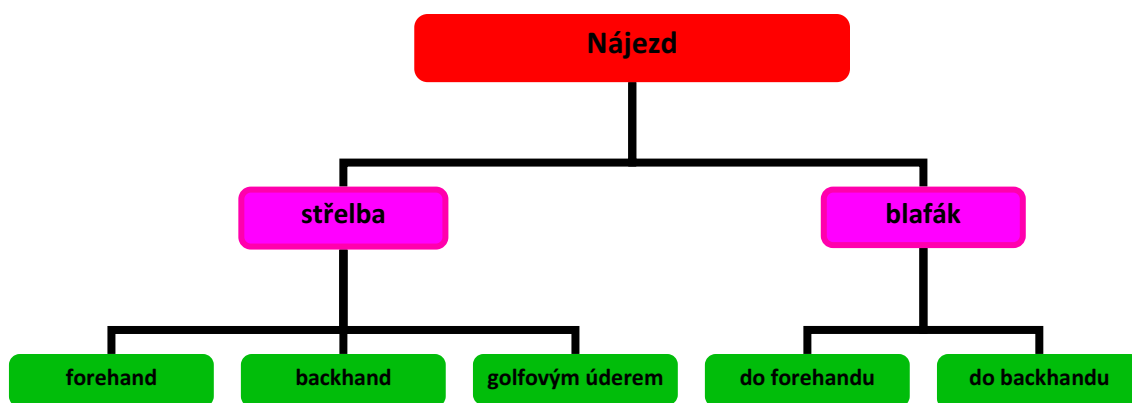 Nájezd
střelba
blafák
forehand
backhand
golfovým úderem
do forehandu
do backhandu